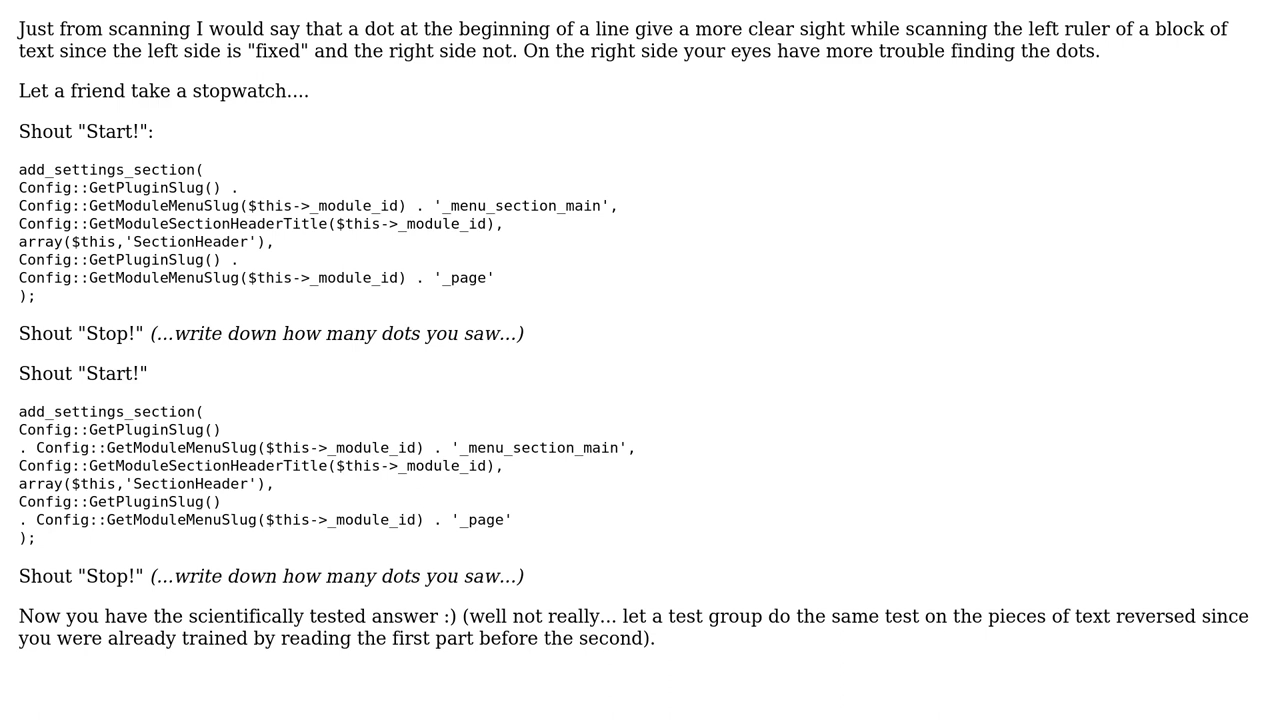 Just from scanning I would say that a dot at the beginning of a line give a more clear sight while scanning the left ruler of a block of
text since the left side is "fixed" and the right side not. On the right side your eyes have more trouble finding the dots.
Let a friend take a stopwatch....
Shout "Start!":
add_settings_section(
Config::GetPluginSlug() .
Config::GetModuleMenuSlug($this->_module_id) . '_menu_section_main',
Config::GetModuleSectionHeaderTitle($this->_module_id),
array($this,'SectionHeader'),
Config::GetPluginSlug() .
Config::GetModuleMenuSlug($this->_module_id) . '_page'
);
Shout "Stop!" (...write down how many dots you saw...)
Shout "Start!"
add_settings_section(
Config::GetPluginSlug()
. Config::GetModuleMenuSlug($this->_module_id) . '_menu_section_main',
Config::GetModuleSectionHeaderTitle($this->_module_id),
array($this,'SectionHeader'),
Config::GetPluginSlug()
. Config::GetModuleMenuSlug($this->_module_id) . '_page'
);
Shout "Stop!" (...write down how many dots you saw...)
Now you have the scientifically tested answer :) (well not really... let a test group do the same test on the pieces of text reversed since
you were already trained by reading the first part before the second).